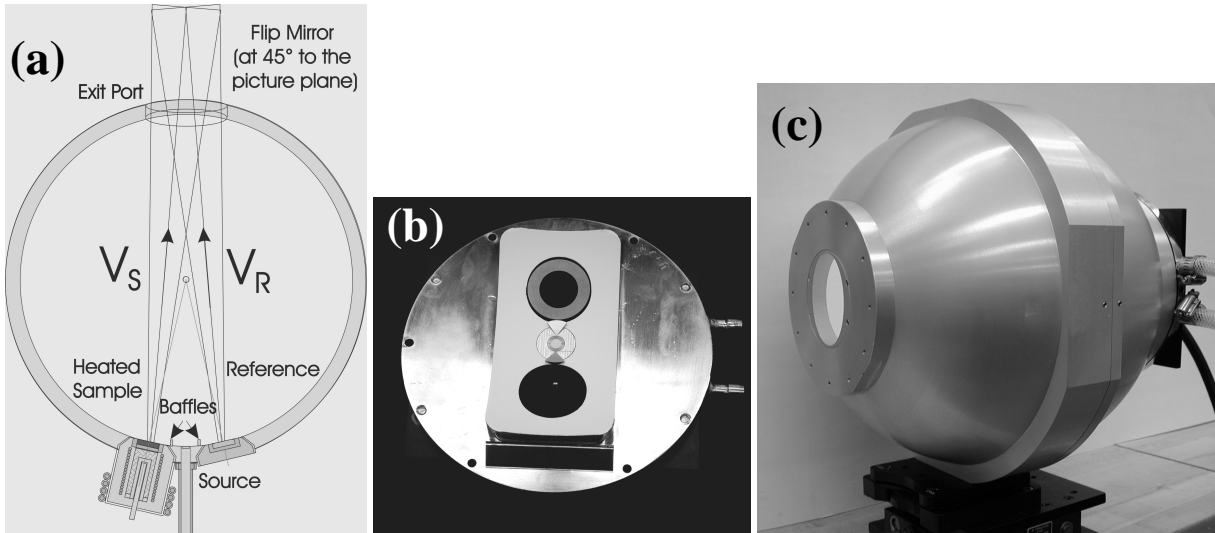 (a)
Flip Mirror
(at 45° to the
picture plane)
Exit Port
V_S
V_R
Heated
Sample
Reference
Baffles
Source
(b)
(c)